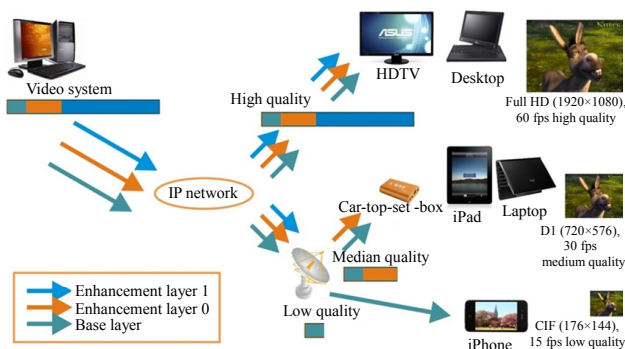 Video system
ASUS
HDTV
Desktop
Full HD (1920×1080),
60 fps high quality
High quality
IP network
Car-top-set -box
iPad
Laptop
D1 (720×576),
30 fps
medium quality
Median quality
Low quality
Enhancement layer 1
Enhancement layer 0
Base layer
iPhone
CIF (176×144),
15 fps low quality